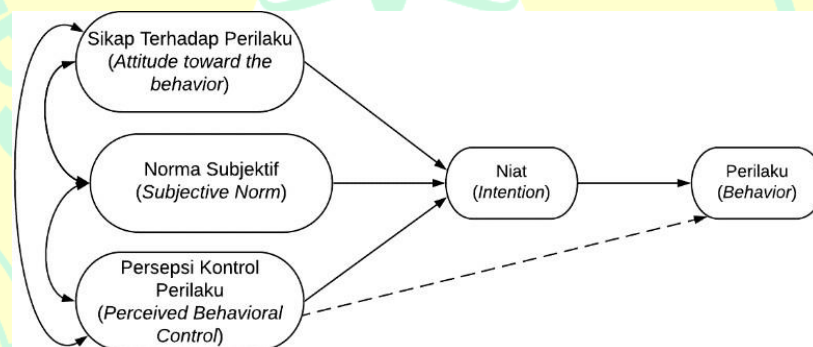 Sikap Terhadap Perilaku
(Attitude toward the
behavior)
Norma Subjektif
(Subjective Norm)
Persepsi Kontrol
Perilaku
(Perceived Behavioral
Control)
Niat
(Intention)
Perilaku
(Behavior)